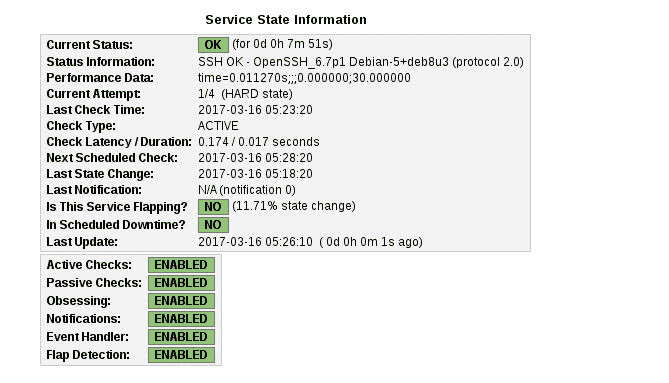 Service State Information
Current Status: OK (for 0d 0h 7m 51s)
Status Information: SSH OK - OpenSSH_6.7p1 Debian-5+deb8u3 (protocol 2.0)
Performance Data: time=0.011270s;;;0.000000;30.000000
Current Attempt: 1/4 (HARD state)
Last Check Time: 2017-03-16 05:23:20
Check Type: ACTIVE
Check Latency / Duration: 0.174 / 0.017 seconds
Next Scheduled Check: 2017-03-16 05:28:20
Last State Change: 2017-03-16 05:18:20
Last Notification: N/A (notification 0)
Is This Service Flapping? NO (11.71% state change)
In Scheduled Downtime? NO
Last Update: 2017-03-16 05:26:10 ( 0d 0h 0m 1s ago)
Active Checks: ENABLED
Passive Checks: ENABLED
Obsessing: ENABLED
Notifications: ENABLED
Event Handler: ENABLED
Flap Detection: ENABLED